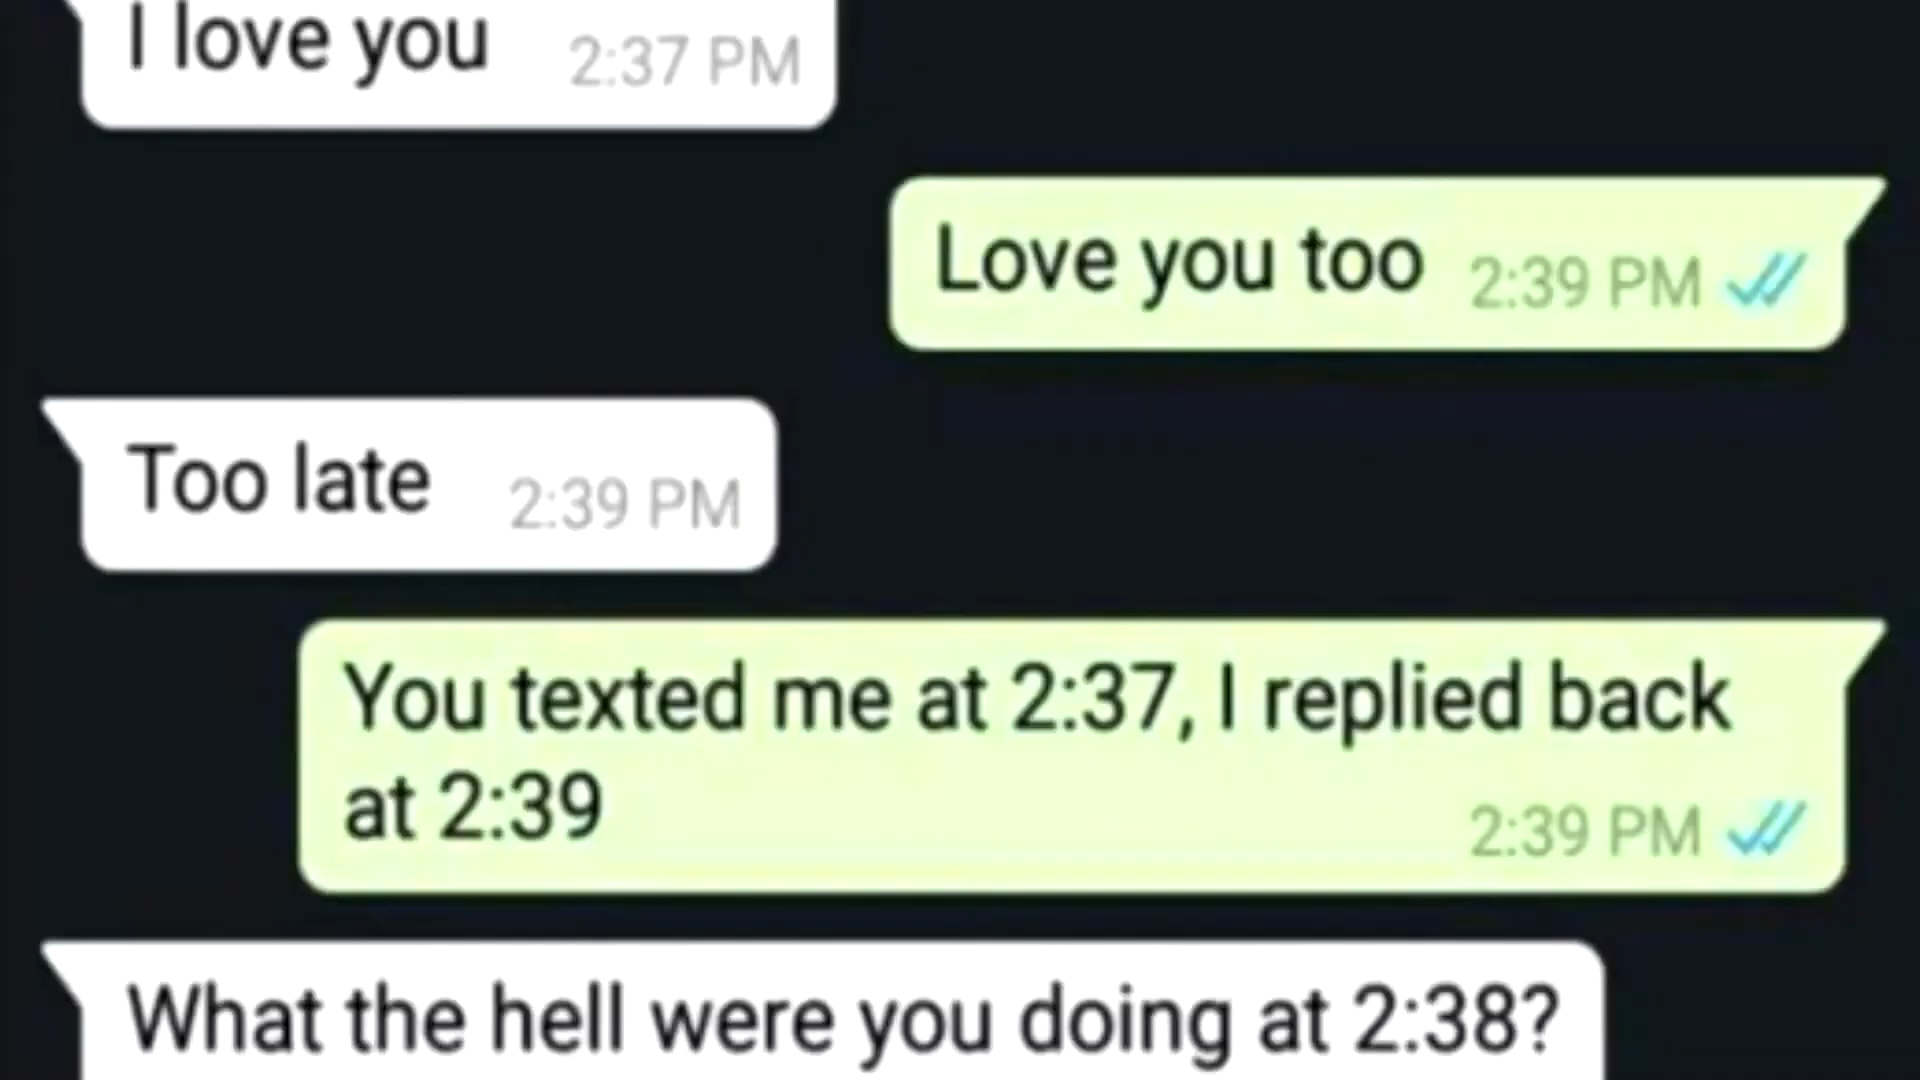 I love you 2:37 PM
Love you too 2:39 PM
Too late 2:39 PM
You texted me at 2:37, I replied back
at 2:39 2:39 PM
What the hell were you doing at 2:38?